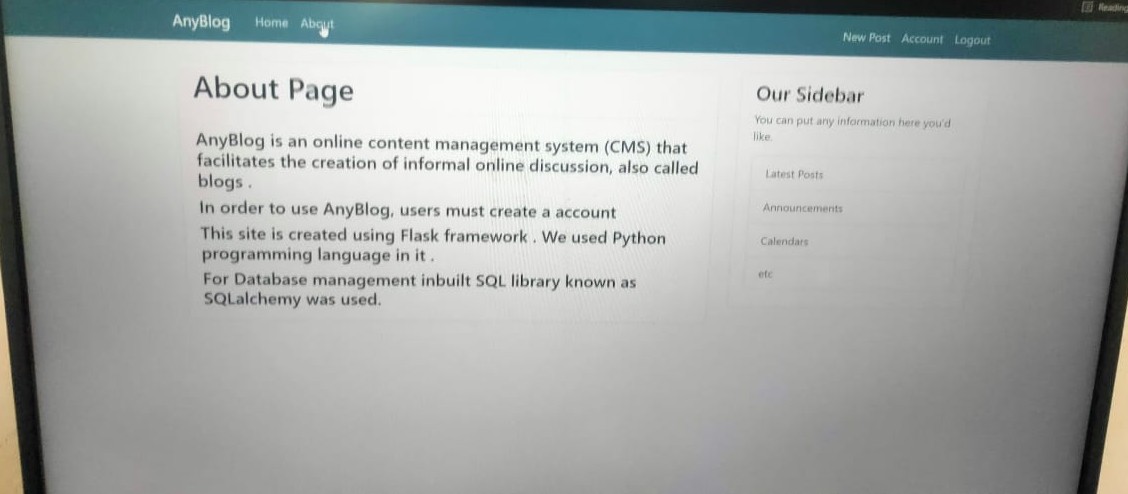 Reading
AnyBlog Home About
New Post Account Logout
About Page
AnyBlog is an online content management system (CMS) that
facilitates the creation of informal online discussion, also called
blogs .
In order to use AnyBlog, users must create a account
This site is created using Flask framework . We used Python
programming language in it .
For Database management inbuilt SQL library known as
SQLalchemy was used.
Our Sidebar
You can put any information here you'd
like.
Latest Posts
Announcements
Calendars
etc